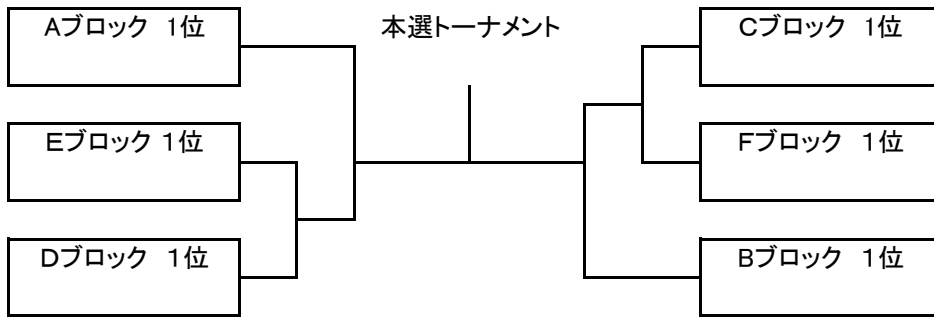 本選トーナメント
Aブロック　1位
Eブロック 1位
Dブロック　1位
Cブロック　1位
Fブロック　1位
Bブロック　1位